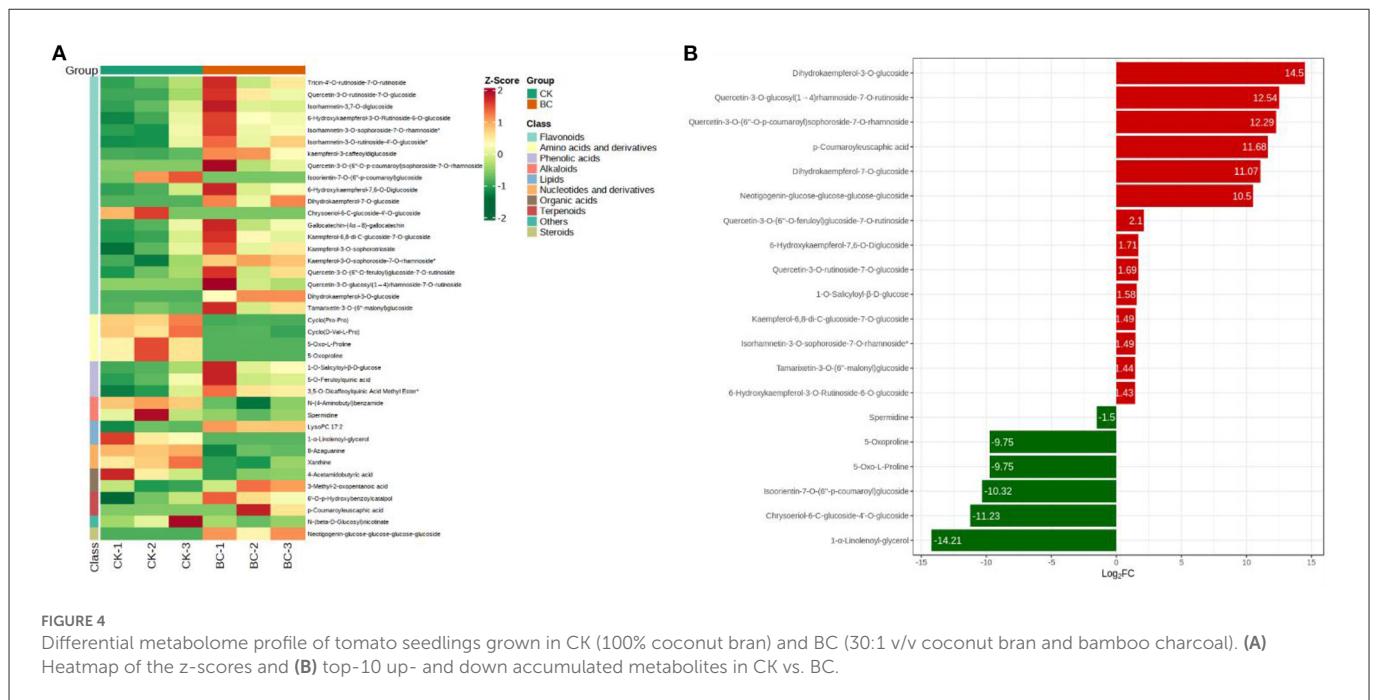 A
Group
Tricin-4'-O-rutinoside-7-O-rutinoside
Quercetin-3-O-rutinoside-7-O-glucoside
Isorhamnetin-3,7-O-diglucoside
6-Hydroxykaempferol-3-O-Rutinoside-6-O-glucoside
Isorhamnetin-3-O-sophoroside-7-O-rhamnoside*
Isorhamnetin-3-O-rutinoside-4'-O-glucoside*
kaempferol-3-caffeoyldiglucoside
Quercetin-3-O-(6''-O-p-coumaroyl)sophoroside-7-O-rhamnoside
Isoorientin-7-O-(6''-p-coumaroyl)glucoside
6-Hydroxykaempferol-7,6-O-Diglucoside
Dihydrokaempferol-7-O-glucoside
Chrysoeriol-6-C-glucoside-4'-O-glucoside
Gallocatechin-(4α→8)-gallocatechin
Kaempferol-6,8-di-C-glucoside-7-O-glucoside
Kaempferol-3-O-sophorotrioside
Kaempferol-3-O-sophoroside-7-O-rhamnoside*
Quercetin-3-O-(6''-O-feruloyl)glucoside-7-O-rutinoside
Quercetin-3-O-glucosyl(1→4)rhamnoside-7-O-rutinoside
Dihydrokaempferol-3-O-glucoside
Tamarixetin-3-O-(6''-malonyl)glucoside
Cyclo(Pro-Pro)
Cyclo(D-Val-L-Pro)
5-Oxo-L-Proline
5-Oxoproline
1-O-Salicyloyl-β-D-glucose
5-O-Feruloylquinic acid
3,5-O-Dicaffeoylquinic Acid Methyl Ester*
N-(4-Aminobutyl)benzamide
Spermidine
LysoPC 17:2
1-α-Linolenoyl-glycerol
8-Azaguanine
Xanthine
4-Acetamidobutyric acid
3-Methyl-2-oxopentanoic acid
6'-O-p-Hydroxybenzoylcatalpol
p-Coumaroyleuscaphic acid
N-(beta-D-Glucosyl)nicotinate
Neotigogenin-glucose-glucose-glucose-glucoside
Class
CK-1
CK-2
CK-3
BC-1
BC-2
BC-3
Z-Score
2
1
0
-1
-2
Group
CK
BC
Class
Flavonoids
Amino acids and derivatives
Phenolic acids
Alkaloids
Lipids
Nucleotides and derivatives
Organic acids
Terpenoids
Others
Steroids
B
Dihydrokaempferol-3-O-glucoside 14.5
Quercetin-3-O-glucosyl(1→4)rhamnoside-7-O-rutinoside 12.54
Quercetin-3-O-(6''-O-p-coumaroyl)sophoroside-7-O-rhamnoside 12.29
p-Coumaroyleuscaphic acid 11.68
Dihydrokaempferol-7-O-glucoside 11.07
Neotigogenin-glucose-glucose-glucose-glucoside 10.5
Quercetin-3-O-(6''-O-feruloyl)glucoside-7-O-rutinoside 2.1
6-Hydroxykaempferol-7,6-O-Diglucoside 1.71
Quercetin-3-O-rutinoside-7-O-glucoside 1.69
1-O-Salicyloyl-β-D-glucose 1.58
Kaempferol-6,8-di-C-glucoside-7-O-glucoside 1.49
Isorhamnetin-3-O-sophoroside-7-O-rhamnoside* 1.49
Tamarixetin-3-O-(6''-malonyl)glucoside 1.44
6-Hydroxykaempferol-3-O-Rutinoside-6-O-glucoside 1.43
Spermidine -1.5
5-Oxoproline -9.75
5-Oxo-L-Proline -9.75
Isoorientin-7-O-(6''-p-coumaroyl)glucoside -10.32
Chrysoeriol-6-C-glucoside-4'-O-glucoside -11.23
1-α-Linolenoyl-glycerol -14.21
-15 -10 -5 0 5 10 15
Log₂FC
FIGURE 4
Differential metabolome profile of tomato seedlings grown in CK (100% coconut bran) and BC (30:1 v/v coconut bran and bamboo charcoal). (A)
Heatmap of the z-scores and (B) top-10 up- and down accumulated metabolites in CK vs. BC.